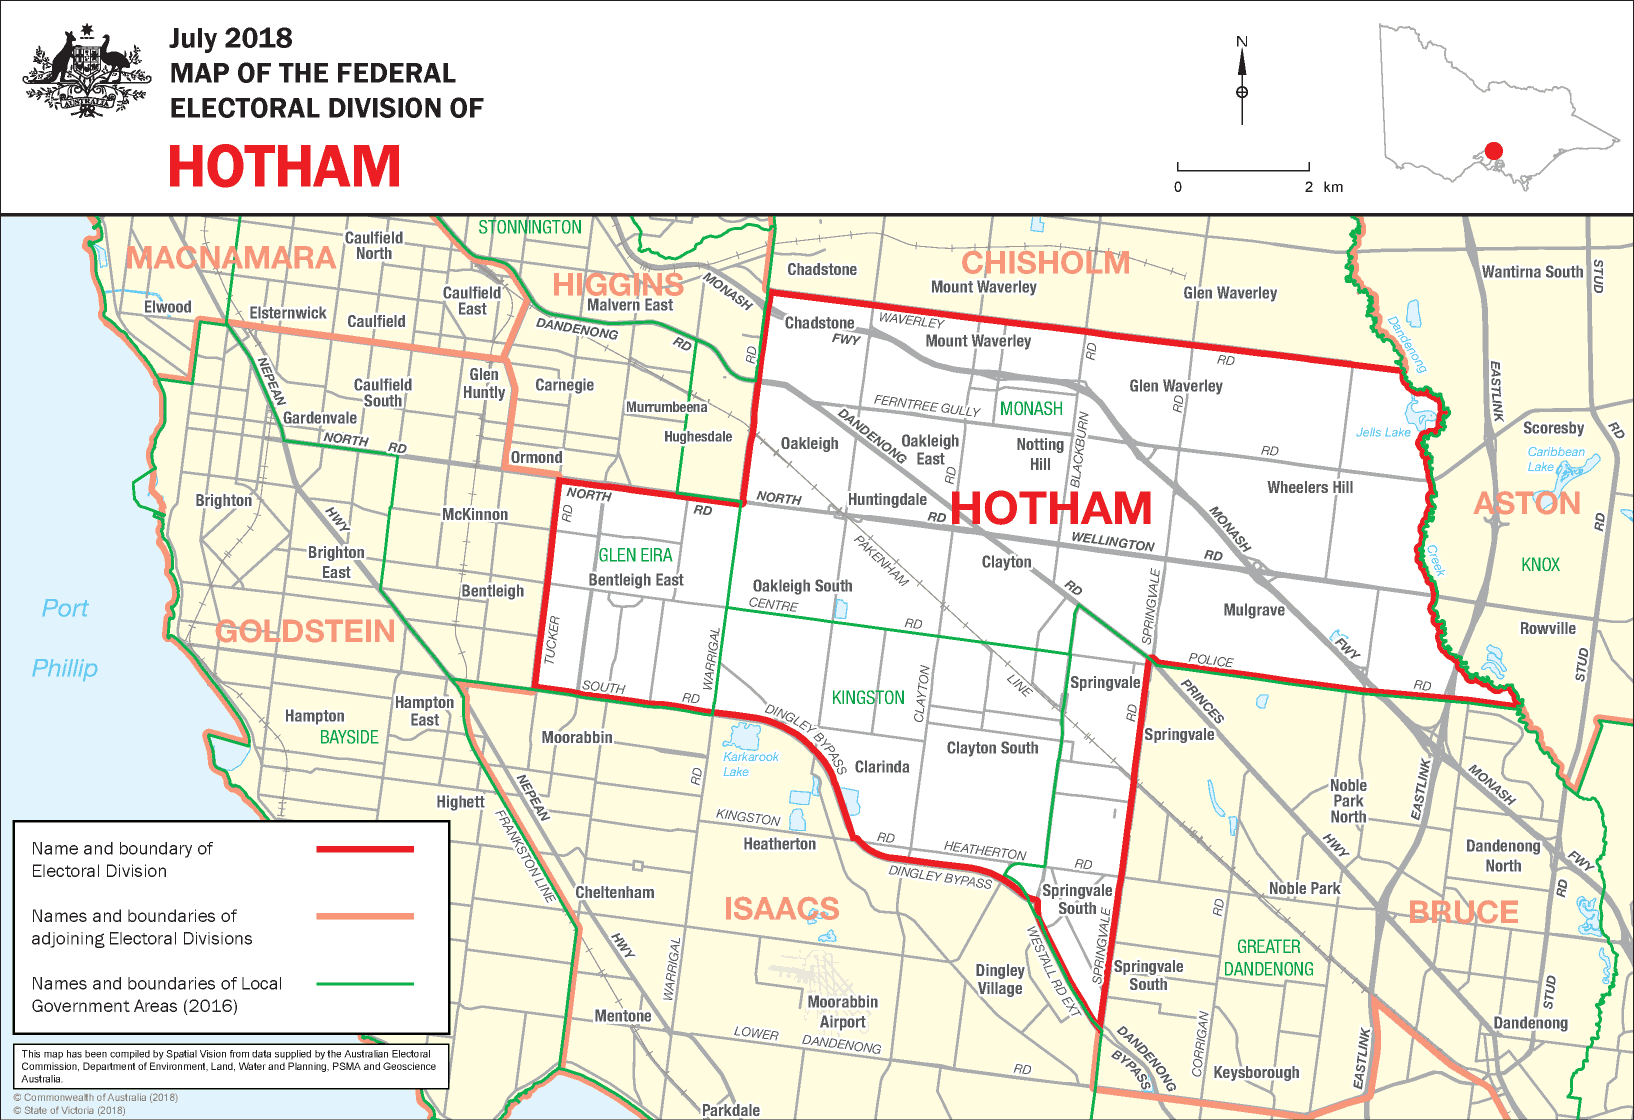 July 2018
MAP OF THE FEDERAL
ELECTORAL DIVISION OF
HOTHAM
AUSTRALIA
N
0 2 km
STONNINGTON
MACNAMARA
Caulfield
North
HIGGINS
Malvern East
MONASH
Chadstone
CHISHOLM
Mount Waverley
Glen Waverley
Wantirna South
STUD
Elwood
Elsternwick
Caulfield
Caulfield
East
DANDENONG
RD
RD
Chadstone
FWY
WAVERLEY
Mount Waverley
RD
RD
Dandenong
NEPEAN
Glen
Huntly
Caulfield
South
Gardenvale
Carnegie
Murrumbeena
Hughesdale
Glen Waverley
RD
EASTLINK
FERNTREE GULLY
MONASH
NORTH
RD
Ormond
Oakleigh
DANDENONG
Oakleigh
East
RD
Notting
Hill
BLACKBURN
RD
Jells Lake
Scoresby
RD
Caribbean
Lake
Brighton
McKinnon
NORTH
RD
RD
NORTH
Huntingdale
RD
HOTHAM
Wheelers Hill
ASTON
RD
HWY
Brighton
East
GLEN EIRA
Bentleigh East
PAKENHAM
WELLINGTON
RD
MONASH
Creek
KNOX
Clayton
Bentleigh
Oakleigh South
RD
SPRINGVALE
Mulgrave
Port
Phillip
GOLDSTEIN
TUCKER
CENTRE
RD
WARRIGAL
FWY
Rowville
STUD
POLICE
RD
SOUTH
RD
KINGSTON
CLAYTON
LINE
Springvale
RD
PRINCES
Hampton
East
Hampton
BAYSIDE
Moorabbin
DINGLEY BYPASS
Karkarook
Lake
RD
Clarinda
Clayton South
Springvale
EASTLINK
MONASH
Highett
NEPEAN
FRANKSTON LINE
KINGSTON
Heatherton
RD
HEATHERTON
RD
DINGLEY BYPASS
Noble
Park
North
HWY
Dandenong
North
FWY
RD
Cheltenham
ISAACS
Springvale
South
Noble Park
RD
BRUCE
HWY
WARRIGAL
WESTALL RD EXT
SPRINGVALE
GREATER
DANDENONG
Dingley
Village
Springvale
South
STUD
Moorabbin
Airport
Mentone
LOWER
DANDENONG
RD
DANDENONG
BYPASS
CORRIGAN
Keysborough
EASTLINK
Dandenong
Parkdale
Name and boundary of
Electoral Division
Names and boundaries of
adjoining Electoral Divisions
Names and boundaries of Local
Government Areas (2016)
This map has been compiled by Spatial Vision from data supplied by the Australian Electoral
Commission, Department of Environment, Land, Water and Planning, PSMA and Geoscience
Australia.
© Commonwealth of Australia (2018)
© State of Victoria (2018)